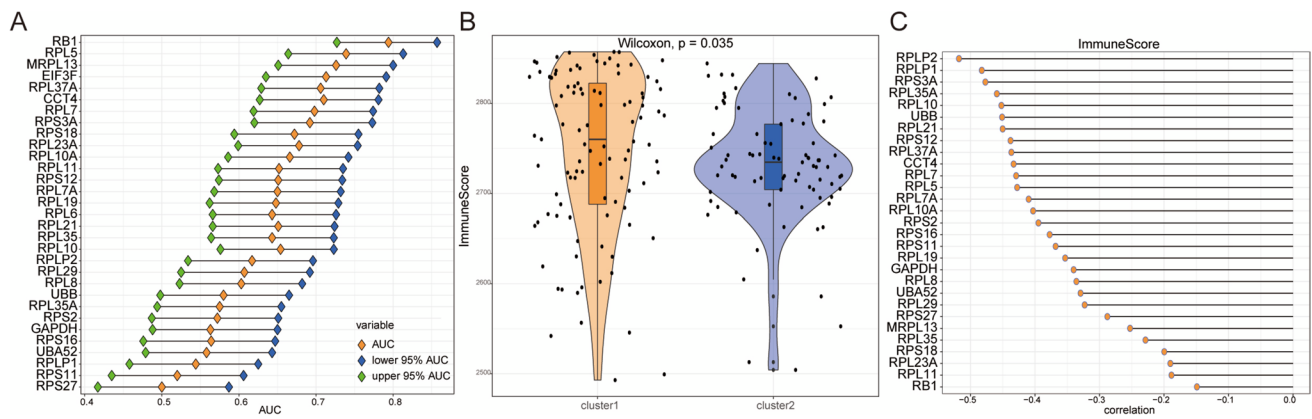 A
RB1
RPL5
MRPL13
EIF3F
RPL37A
CCT4
RPL7
RPS3A
RPS18
RPL23A
RPL10A
RPL11
RPS12
RPL7A
RPL19
RPL6
RPL21
RPL35
RPL10
RPLP2
RPL29
RPL8
UBB
RPL35A
RPS2
GAPDH
RPS16
UBA52
RPLP1
RPS11
RPS27
variable
AUC
lower 95% AUC
upper 95% AUC
0.4 0.5 0.6 0.7 0.8
AUC
B
Wilcoxon, p = 0.035
ImmuneScore
2800
2700
2600
2500
cluster1 cluster2
C
ImmuneScore
RPLP2
RPLP1
RPS3A
RPL35A
RPL10
UBB
RPL21
RPS12
RPL37A
CCT4
RPL7
RPL5
RPL7A
RPL10A
RPS2
RPS16
RPS11
RPL19
GAPDH
RPL8
UBA52
RPL29
RPS27
MRPL13
RPL35
RPS18
RPL23A
RPL11
RB1
−0.5 −0.4 −0.3 −0.2 −0.1 0.0
correlation